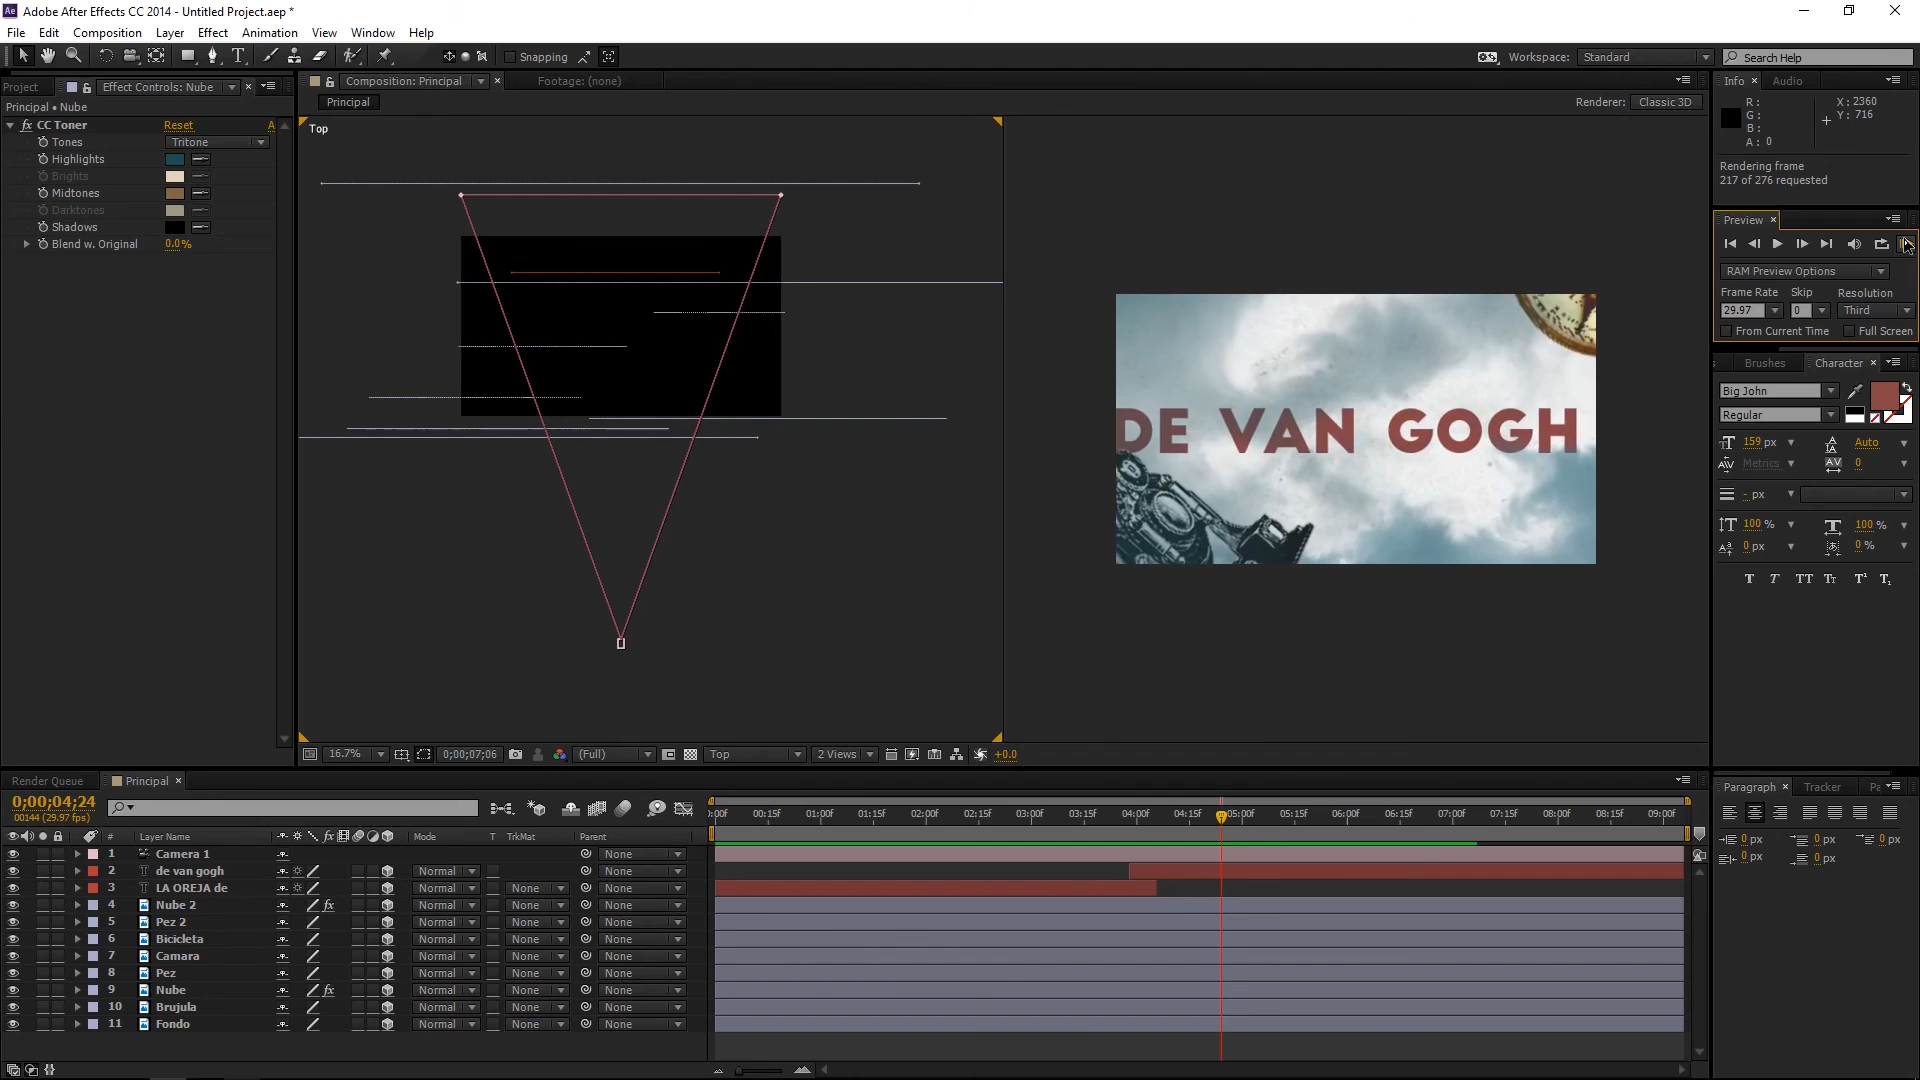 Adobe After Effects CC 2014 - Untitled Project.aep *
File Edit Composition Layer Effect Animation View Window Help
Snapping
Workspace: Standard
Search Help
Project
Effect Controls: Nube
Principal • Nube
fx CC Toner Reset A
Tones Tritone
Highlights
Brights
Midtones
Darktones
Shadows
Blend w. Original 0.0%
Composition: Principal
Footage: (none)
Principal
Renderer: Classic 3D
Top
DE VAN GOGH
16.7% 0;00;07;06 (Full) Top 2 Views +0.0
Info Audio
R: X: 2360
G: Y: 716
B:
A: 0
Rendering frame
217 of 276 requested
Preview
RAM Preview Options
Frame Rate Skip Resolution
29.97 0 Third
From Current Time Full Screen
Brushes Character
Big John
Regular
159 px Auto
Metrics 0
- px
100 % 100 %
0 px 0 %
T T TT Tt T¹ T₁
Render Queue Principal
0;00;04;24
00144 (29.97 fps)
:00f 00:15f 01:00f 01:15f 02:00f 02:15f 03:00f 03:15f 04:00f 04:15f 05:00f 05:15f 06:00f 06:15f 07:00f 07:15f 08:00f 08:15f 09:00f
# Layer Name Mode T TrkMat Parent
1 Camera 1 None
2 de van gogh Normal None
3 LA OREJA de Normal None None
4 Nube 2 fx Normal None None
5 Pez 2 Normal None None
6 Bicicleta Normal None None
7 Camara Normal None None
8 Pez Normal None None
9 Nube fx Normal None None
10 Brujula Normal None None
11 Fondo Normal None None
Paragraph Tracker Pa
0 px 0 px 0 px
0 px 0 px